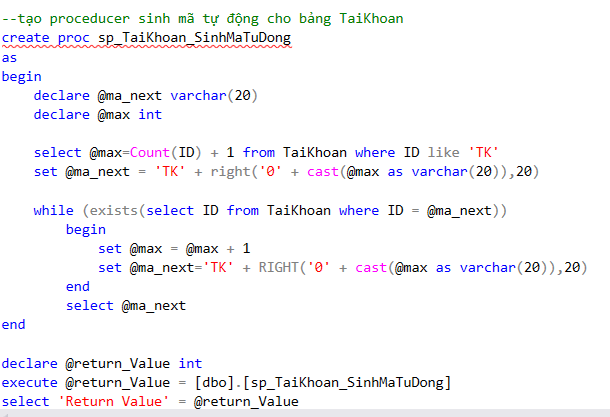 --tạo proceducer sinh mã tự động cho bảng TaiKhoan
create proc sp_TaiKhoan_SinhMaTuDong
as
begin
    declare @ma_next varchar(20)
    declare @max int

    select @max=Count(ID) + 1 from TaiKhoan where ID like 'TK'
    set @ma_next = 'TK' + right('0' + cast(@max as varchar(20)),20)

    while (exists(select ID from TaiKhoan where ID = @ma_next))
        begin
            set @max = @max + 1
            set @ma_next='TK' + RIGHT('0' + cast(@max as varchar(20)),20)
        end
        select @ma_next
end

declare @return_Value int
execute @return_Value = [dbo].[sp_TaiKhoan_SinhMaTuDong]
select 'Return Value' = @return_Value